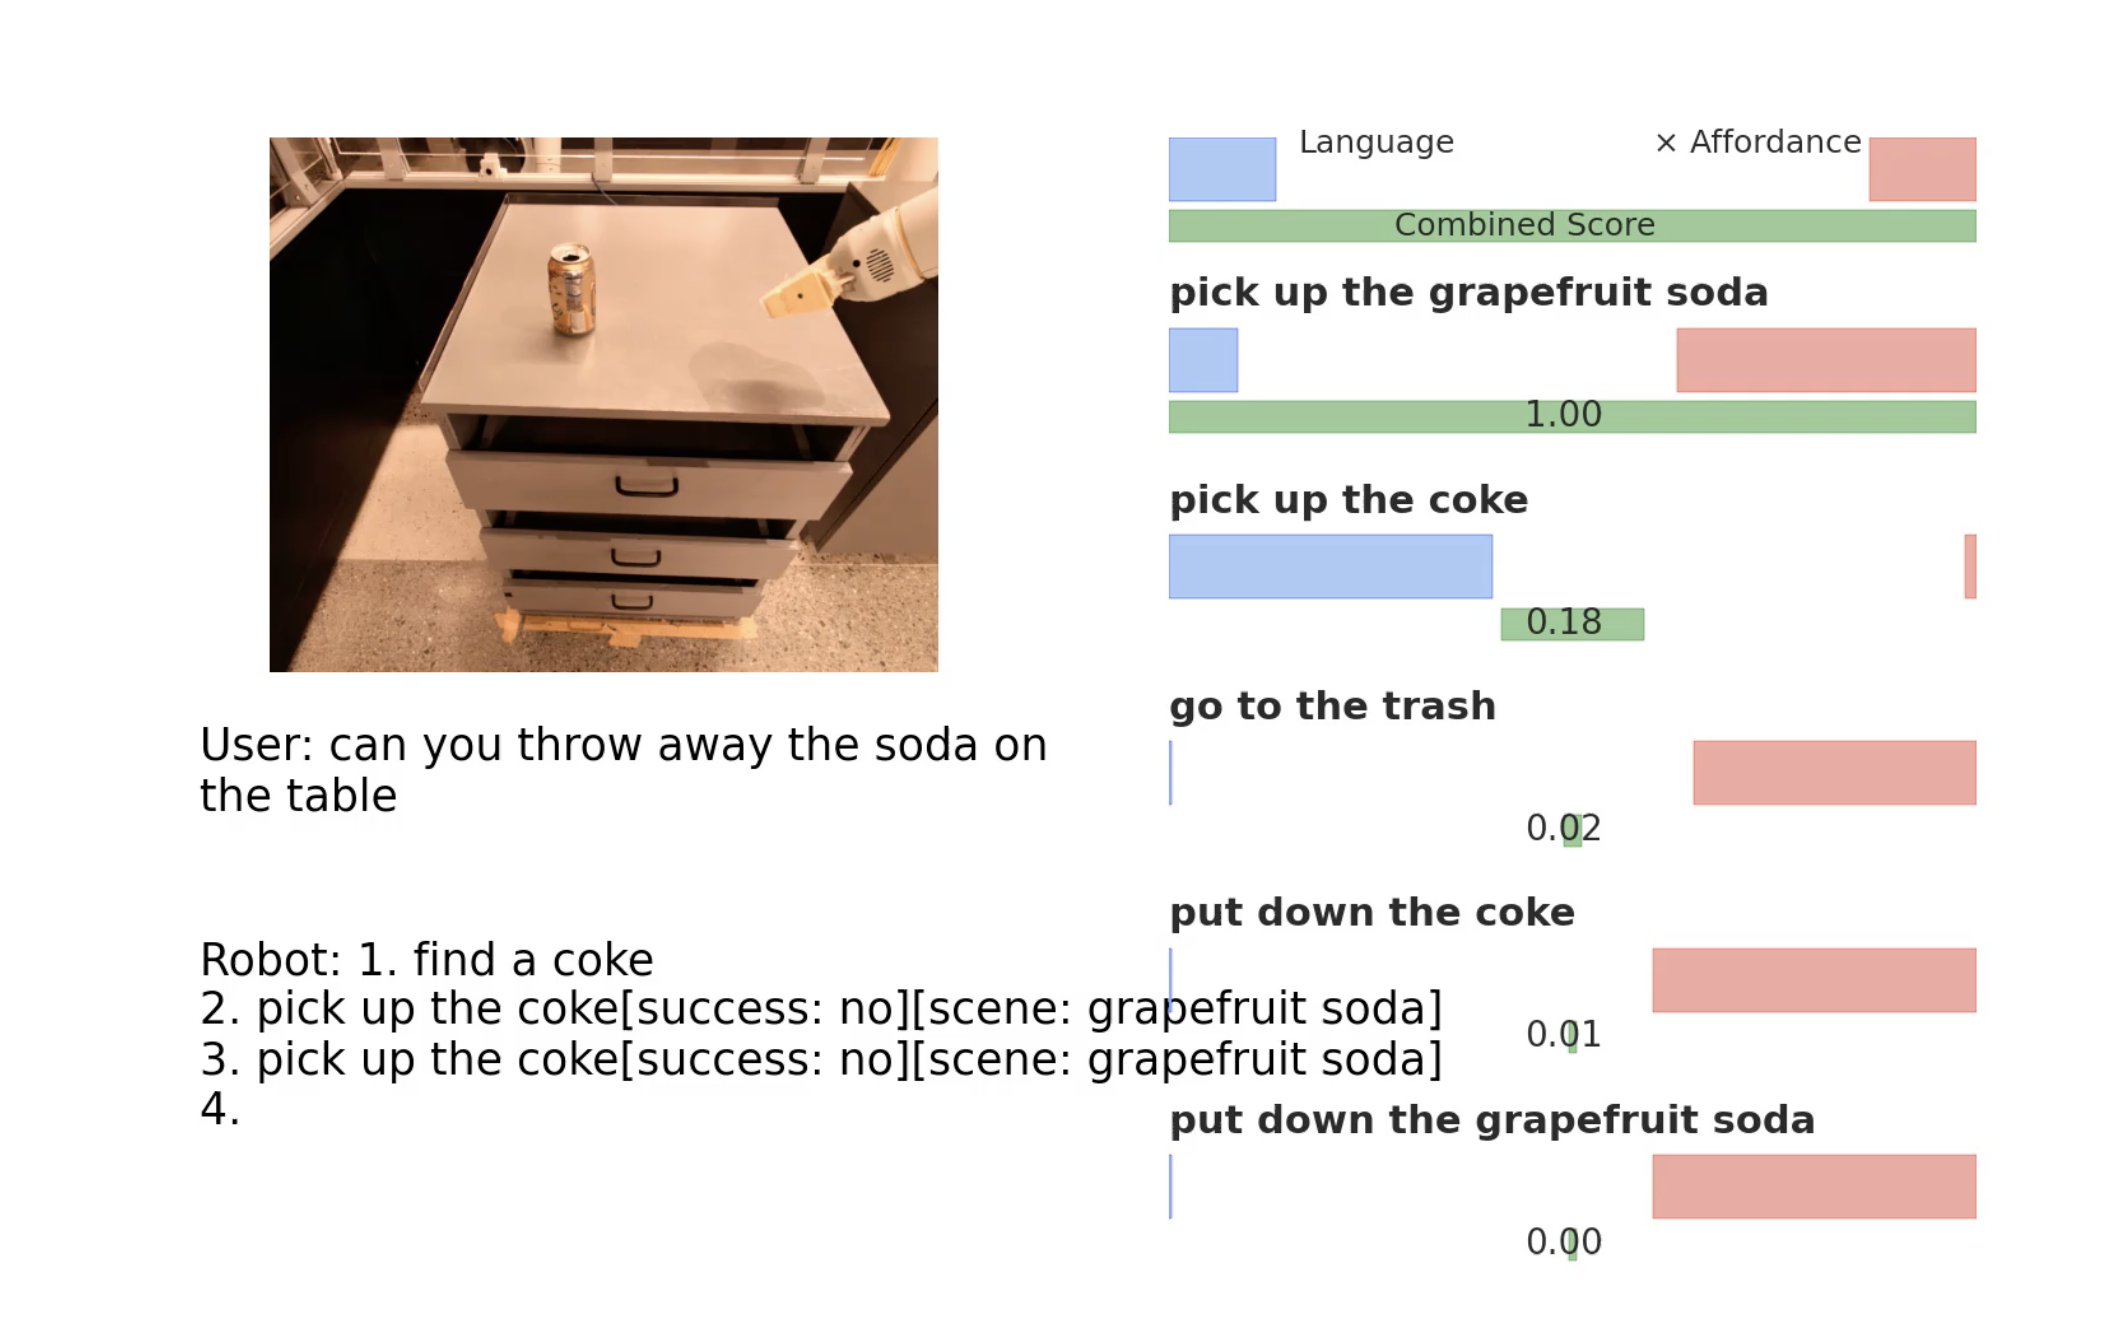 Language
× Affordance
Combined Score
pick up the grapefruit soda
1.00
pick up the coke
0.18
go to the trash
0.02
put down the coke
0.01
put down the grapefruit soda
0.00
User: can you throw away the soda on
the table
Robot: 1. find a coke
2. pick up the coke[success: no][scene: grapefruit soda]
3. pick up the coke[success: no][scene: grapefruit soda]
4.